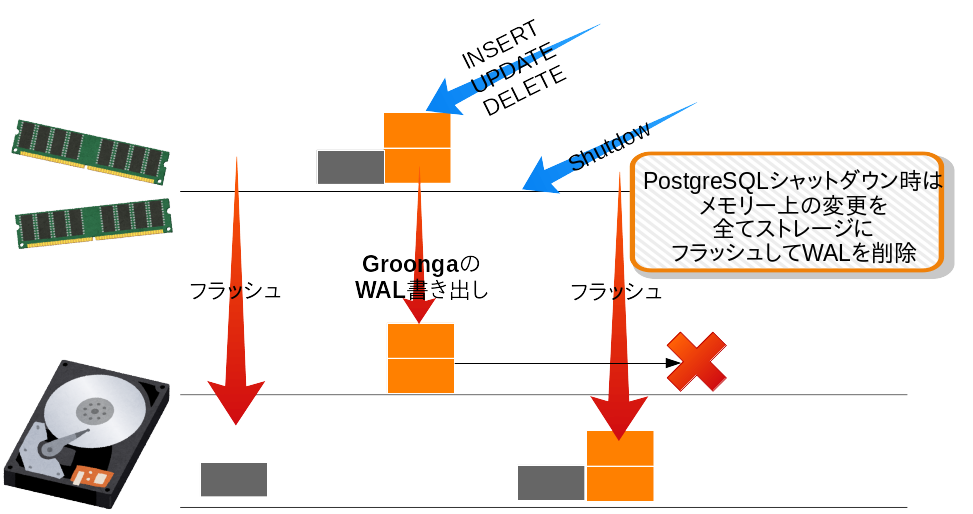 INSERT
UPDATE
DELETE
Shutdow
PostgreSQLシャットダウン時は
メモリー上の変更を
全てストレージに
フラッシュしてWALを削除
フラッシュ
Groongaの
WAL書き出し
フラッシュ